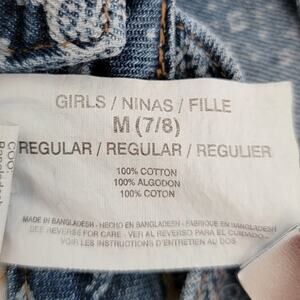 GIRLS / NINAS / FILLE
M (7/8)
REGULAR / REGULAR / REGULIER
100% COTTON
100% ALGODON
100% COTON
MADE IN BANGLADESH - HECHO EN BANGLADESH - FABRIQUE EN BANGLADESH
SEE REVERSE FOR CARE - VER AL REVERSO PARA EL CUIDADO -
VOIR LES INSTRUCTIONS D'ENTRETIEN AU DOS
COO: